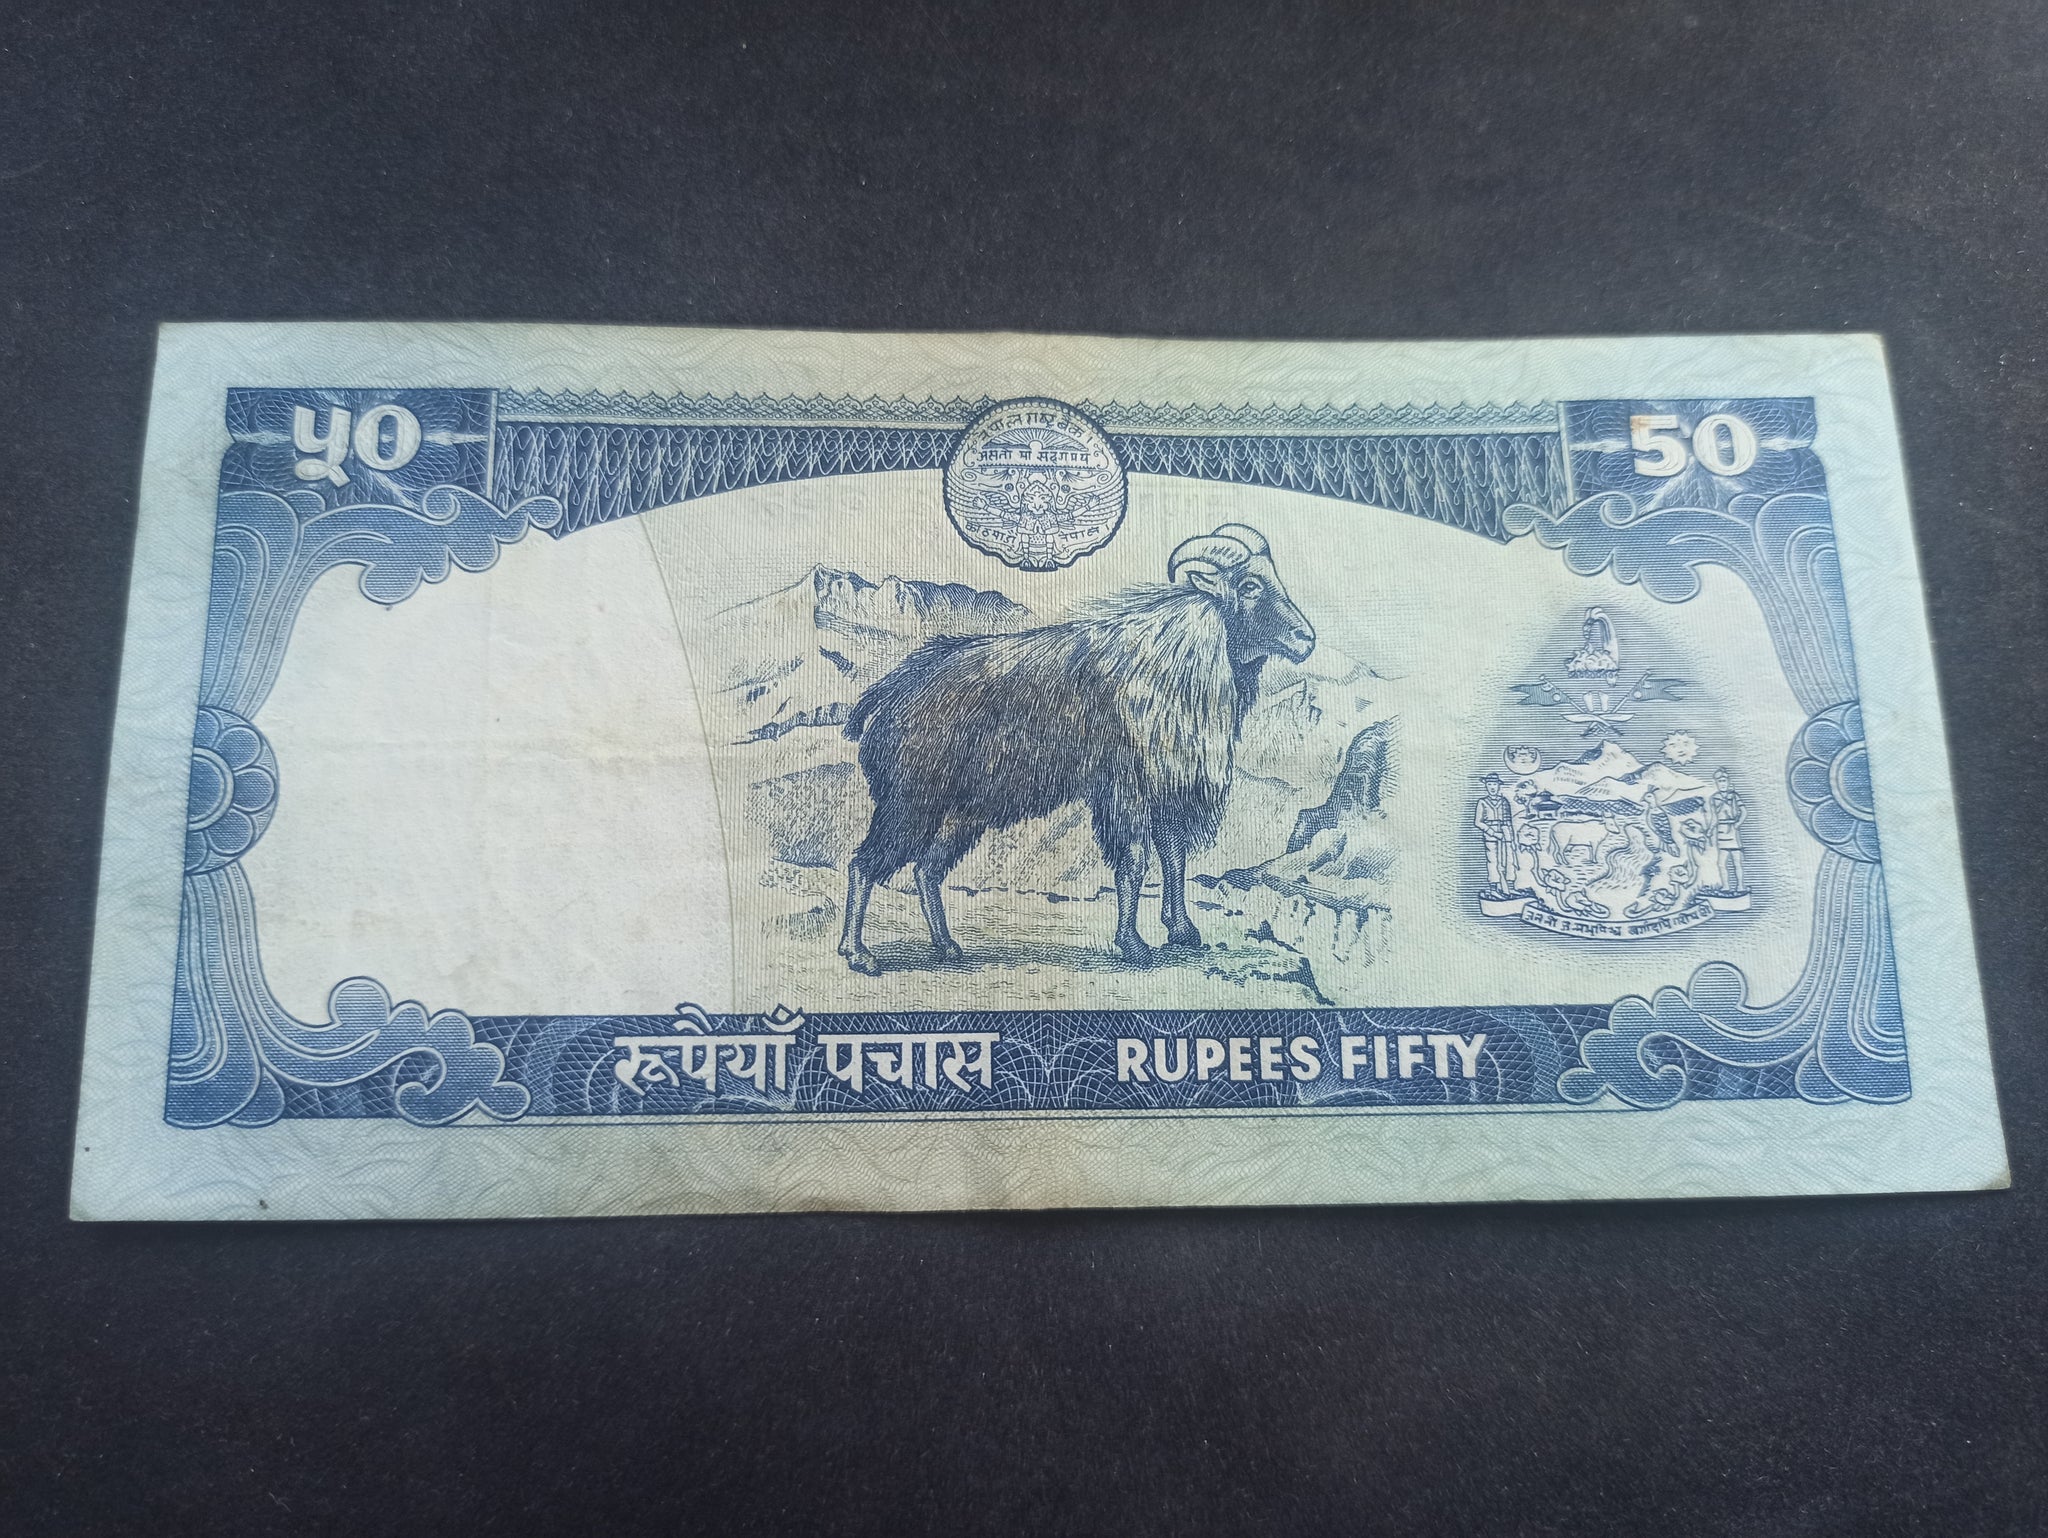 ५०
50
नेपाल राष्ट्र बैंक
असतो मा सद्गमय
काठमाडौं नेपाल
रूपैयाँ पचास
RUPEES FIFTY